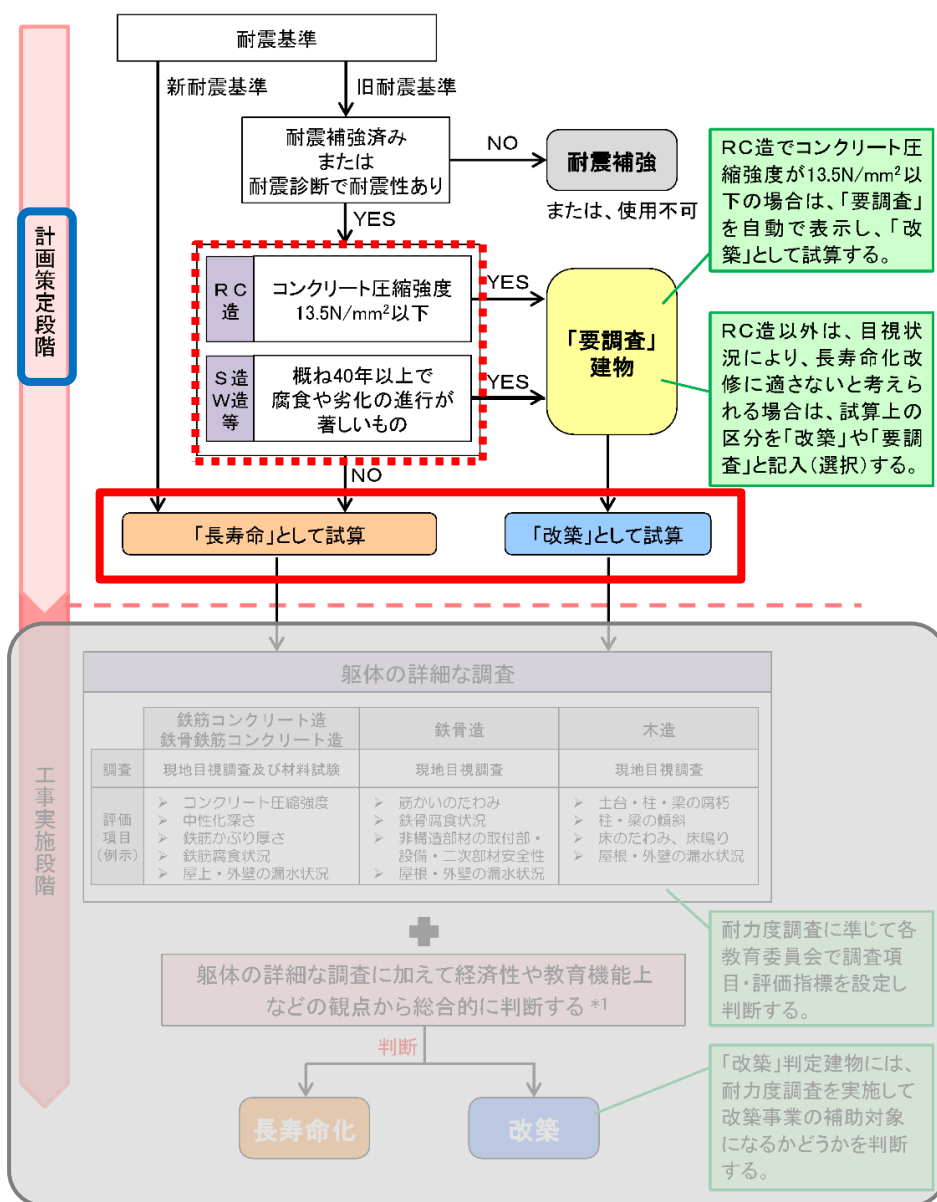 耐震基準
新耐震基準
旧耐震基準
耐震補強済み
または
耐震診断で耐震性あり
NO
耐震補強
または、使用不可
YES
RC造でコンクリート圧
縮強度が13.5N/mm²以
下の場合は、「要調査」
を自動で表示し、「改
築」として試算する。
計画策定段階
RC
造
コンクリート圧縮強度
13.5N/mm²以下
YES
「要調査」
建物
S造
W造
等
概ね40年以上で
腐食や劣化の進行が
著しいもの
YES
RC造以外は、目視状
況により、長寿命化改
修に適さないと考えら
れる場合は、試算上の
区分を「改築」や「要調
査」と記入(選択)する。
NO
「長寿命」として試算
「改築」として試算
工事実施段階
躯体の詳細な調査
鉄筋コンクリート造
鉄骨鉄筋コンクリート造
鉄骨造
木造
調査
現地目視調査及び材料試験
現地目視調査
現地目視調査
評価
項目
(例示)
➢ コンクリート圧縮強度
➢ 中性化深さ
➢ 鉄筋かぶり厚さ
➢ 鉄筋腐食状況
➢ 屋上・外壁の漏水状況
➢ 筋かいのたわみ
➢ 鉄骨腐食状況
➢ 非構造部材の取付部・
設備・二次部材安全性
➢ 屋根・外壁の漏水状況
➢ 土台・柱・梁の腐朽
➢ 柱・梁の傾斜
➢ 床のたわみ、床鳴り
➢ 屋根・外壁の漏水状況
躯体の詳細な調査に加えて経済性や教育機能上
などの観点から総合的に判断する *1
耐力度調査に準じて各
教育委員会で調査項
目・評価指標を設定し
判断する。
判断
長寿命化
改築
「改築」判定建物には、
耐力度調査を実施して
改築事業の補助対象
になるかどうかを判断
する。